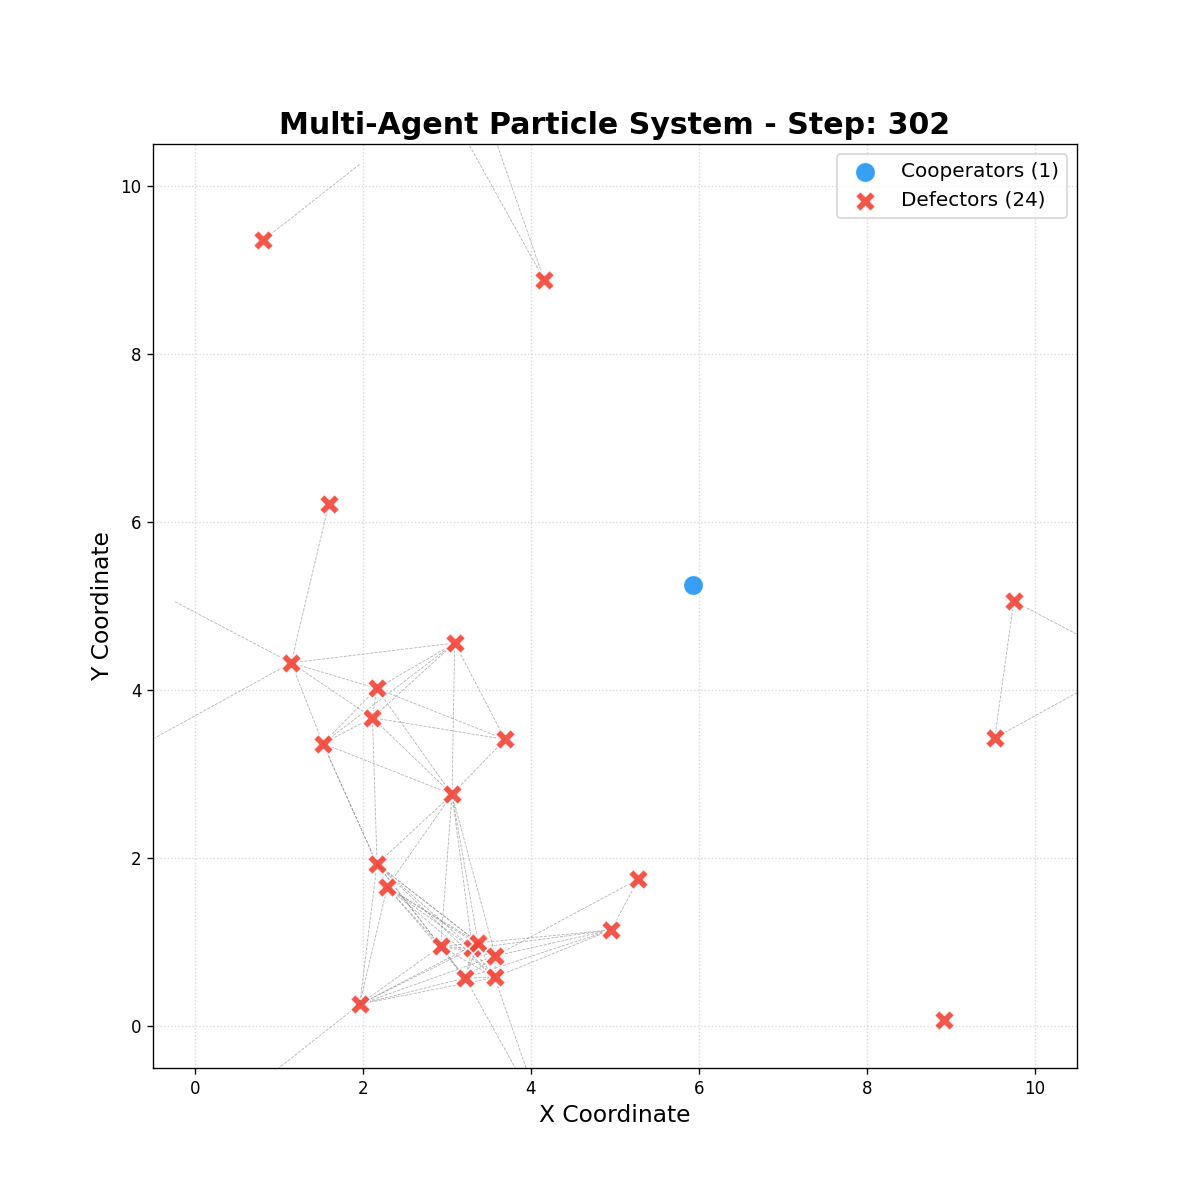 Multi-Agent Particle System - Step: 302
Cooperators (1)
Defectors (24)
Y Coordinate
10
8
6
4
2
0
0 2 4 6 8 10
X Coordinate